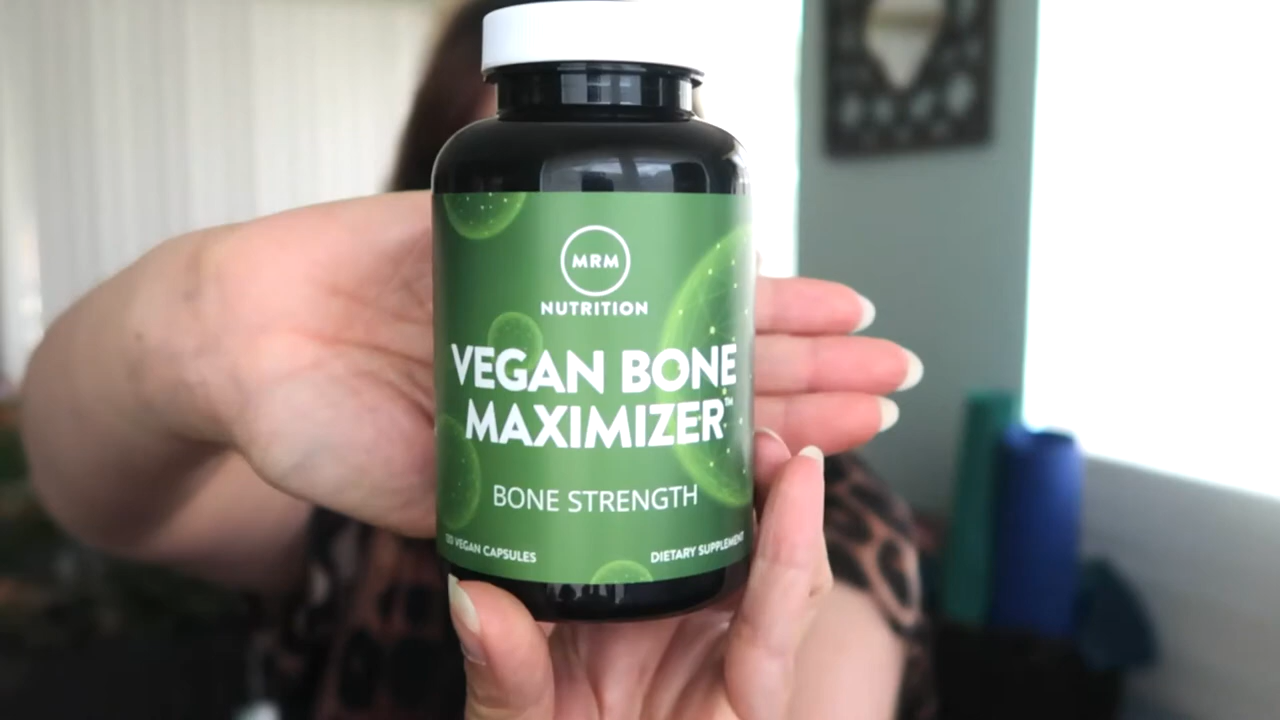 MRM
NUTRITION
VEGAN BONE
MAXIMIZER™
BONE STRENGTH
VEGAN CAPSULES
DIETARY SUPPLEMENT